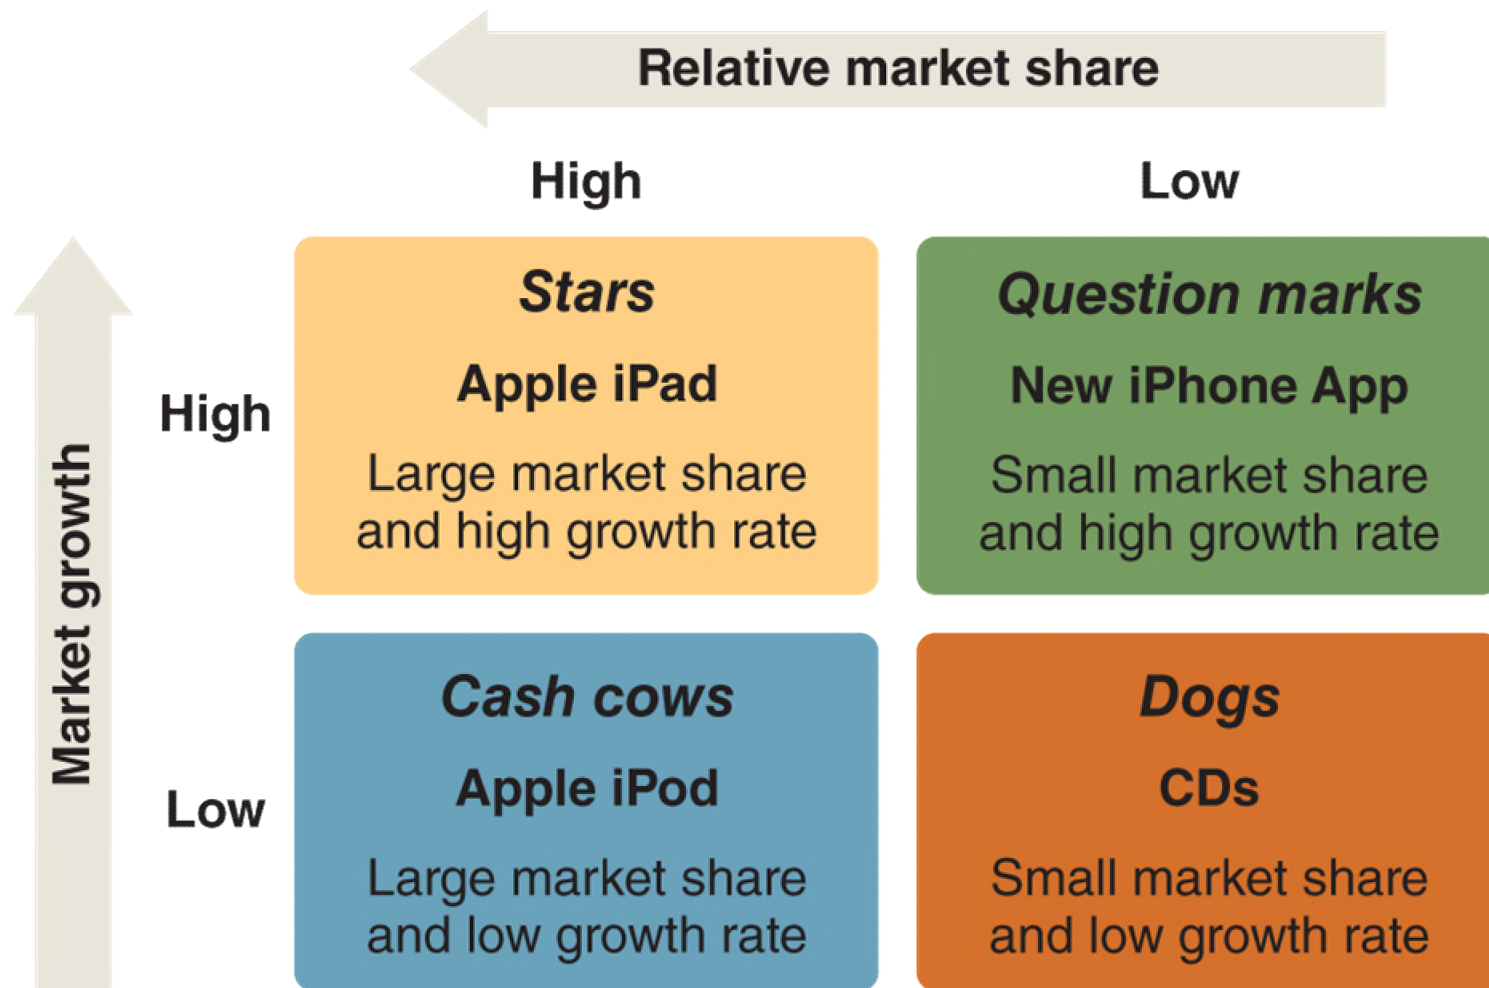 Relative market share
High
Low
Market growth
High
Stars
Apple iPad
Large market share
and high growth rate
Question marks
New iPhone App
Small market share
and high growth rate
Low
Cash cows
Apple iPod
Large market share
and low growth rate
Dogs
CDs
Small market share
and low growth rate